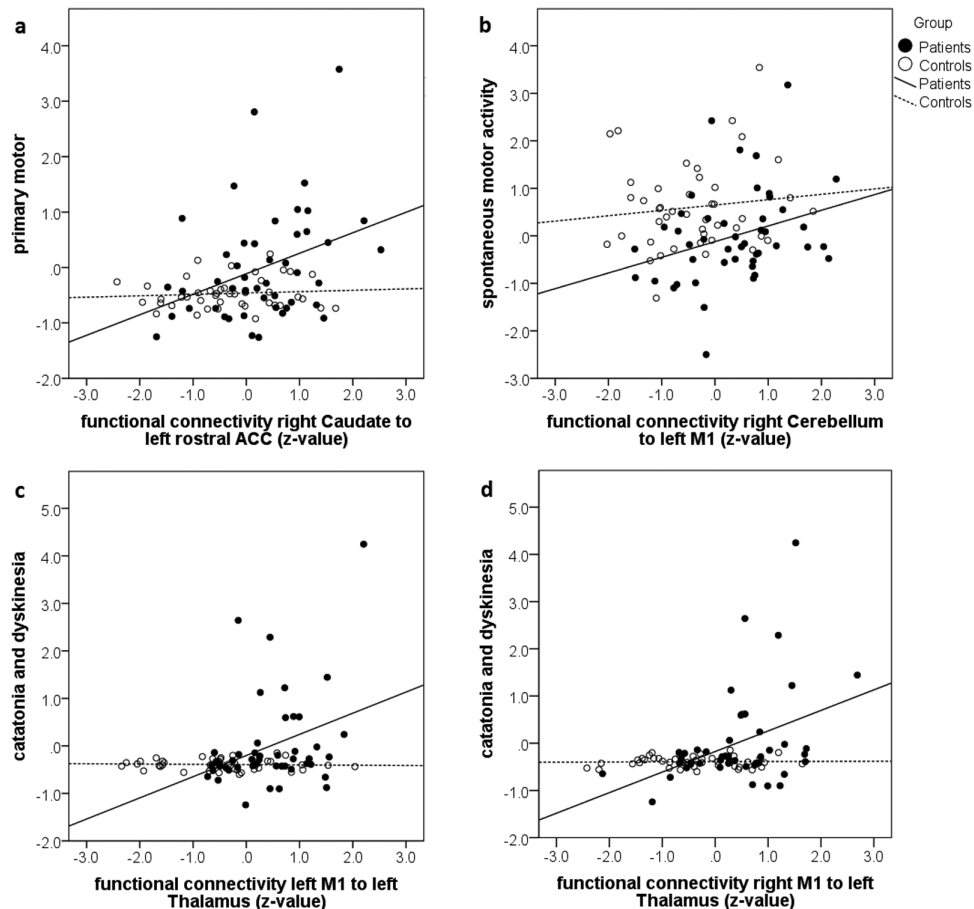 a
4.0
3.0
2.0
1.0
.0
-1.0
-2.0
primary motor
-3.0 -2.0 -1.0 .0 1.0 2.0 3.0
functional connectivity right Caudate to
left rostral ACC (z-value)
b
4.0
3.0
2.0
1.0
.0
-1.0
-2.0
-3.0
spontaneous motor activity
-3.0 -2.0 -1.0 .0 1.0 2.0 3.0
functional connectivity right Cerebellum
to left M1 (z-value)
Group
Patients
Controls
Patients
Controls
c
5.0
4.0
3.0
2.0
1.0
.0
-1.0
-2.0
catatonia and dyskinesia
-3.0 -2.0 -1.0 .0 1.0 2.0 3.0
functional connectivity left M1 to left
Thalamus (z-value)
d
5.0
4.0
3.0
2.0
1.0
.0
-1.0
-2.0
catatonia and dyskinesia
-3.0 -2.0 -1.0 .0 1.0 2.0 3.0
functional connectivity right M1 to left
Thalamus (z-value)